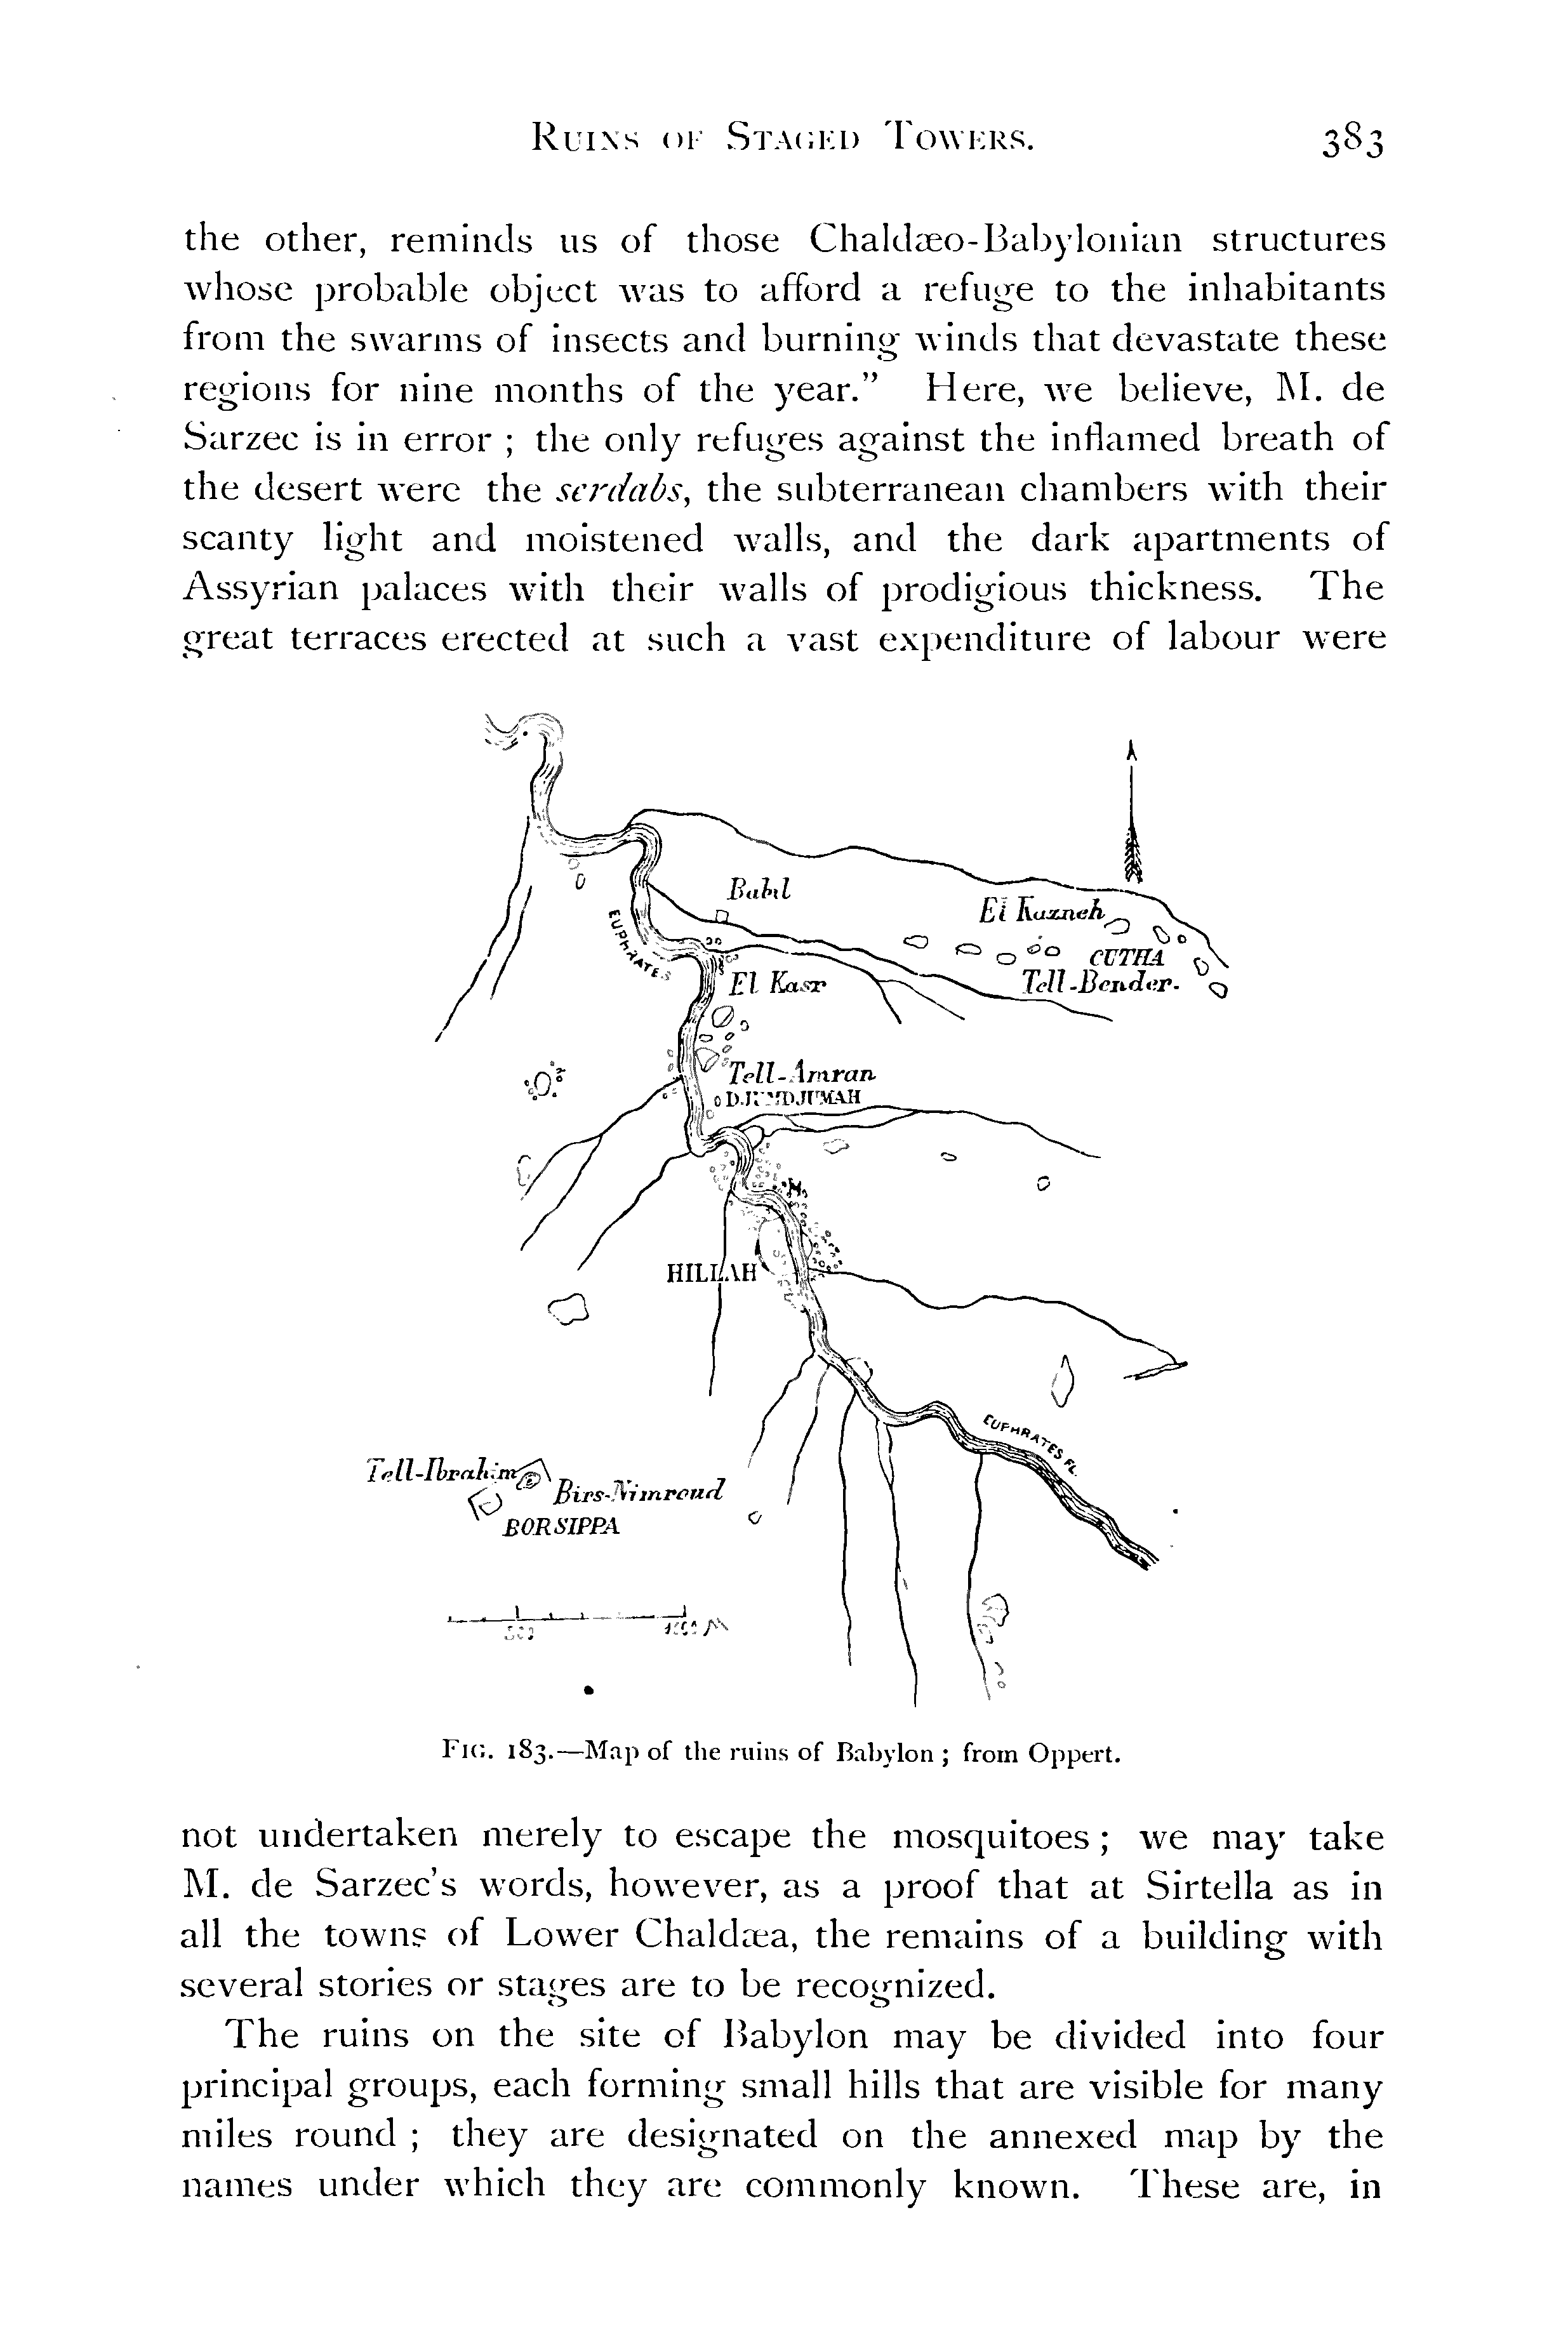 Ruins of Staged Towers. 383
the other, reminds us of those Chaldæo-Babylonian structures
whose probable object was to afford a refuge to the inhabitants
from the swarms of insects and burning winds that devastate these
regions for nine months of the year.” Here, we believe, M. de
Sarzec is in error ; the only refuges against the inflamed breath of
the desert were the serdabs, the subterranean chambers with their
scanty light and moistened walls, and the dark apartments of
Assyrian palaces with their walls of prodigious thickness. The
great terraces erected at such a vast expenditure of labour were
Babil
El Kazneh
EUPHRATES
CUTHA
El Kasr
Tell-Bender.
Tell-Amran
DJUMDJUMAH
HILLAH
EUPHRATES FL.
Tell-Ibrahim
Birs-Nimroud
BORSIPPA
Fig. 183.—Map of the ruins of Babylon ; from Oppert.
not undertaken merely to escape the mosquitoes ; we may take
M. de Sarzec’s words, however, as a proof that at Sirtella as in
all the towns of Lower Chaldæa, the remains of a building with
several stories or stages are to be recognized.
The ruins on the site of Babylon may be divided into four
principal groups, each forming small hills that are visible for many
miles round ; they are designated on the annexed map by the
names under which they are commonly known. These are, in